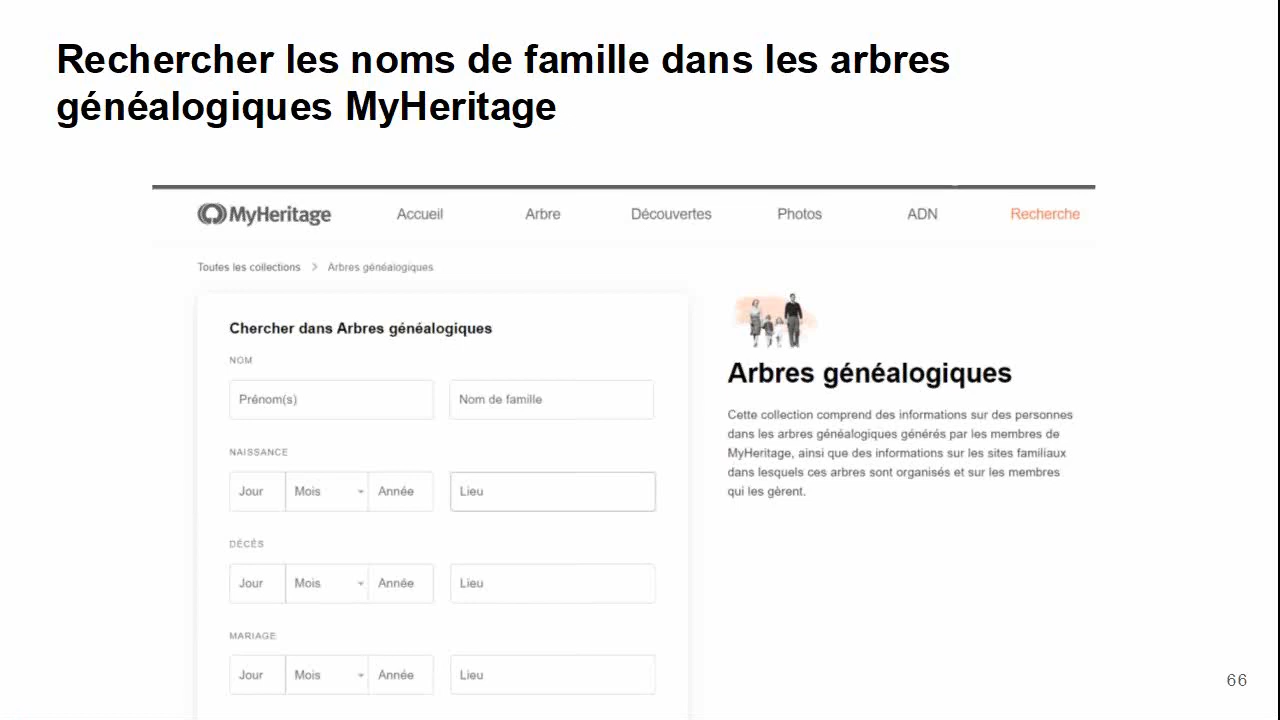 Rechercher les noms de famille dans les arbres
généalogiques MyHeritage
MyHeritage Accueil Arbre Découvertes Photos ADN Recherche
Toutes les collections > Arbres généalogiques
Chercher dans Arbres généalogiques
NOM
Prénom(s) Nom de famille
NAISSANCE
Jour Mois Année Lieu
DÉCÈS
Jour Mois Année Lieu
MARIAGE
Jour Mois Année Lieu
Arbres généalogiques
Cette collection comprend des informations sur des personnes
dans les arbres généalogiques générés par les membres de
MyHeritage, ainsi que des informations sur les sites familiaux
dans lesquels ces arbres sont organisés et sur les membres
qui les gèrent.
66